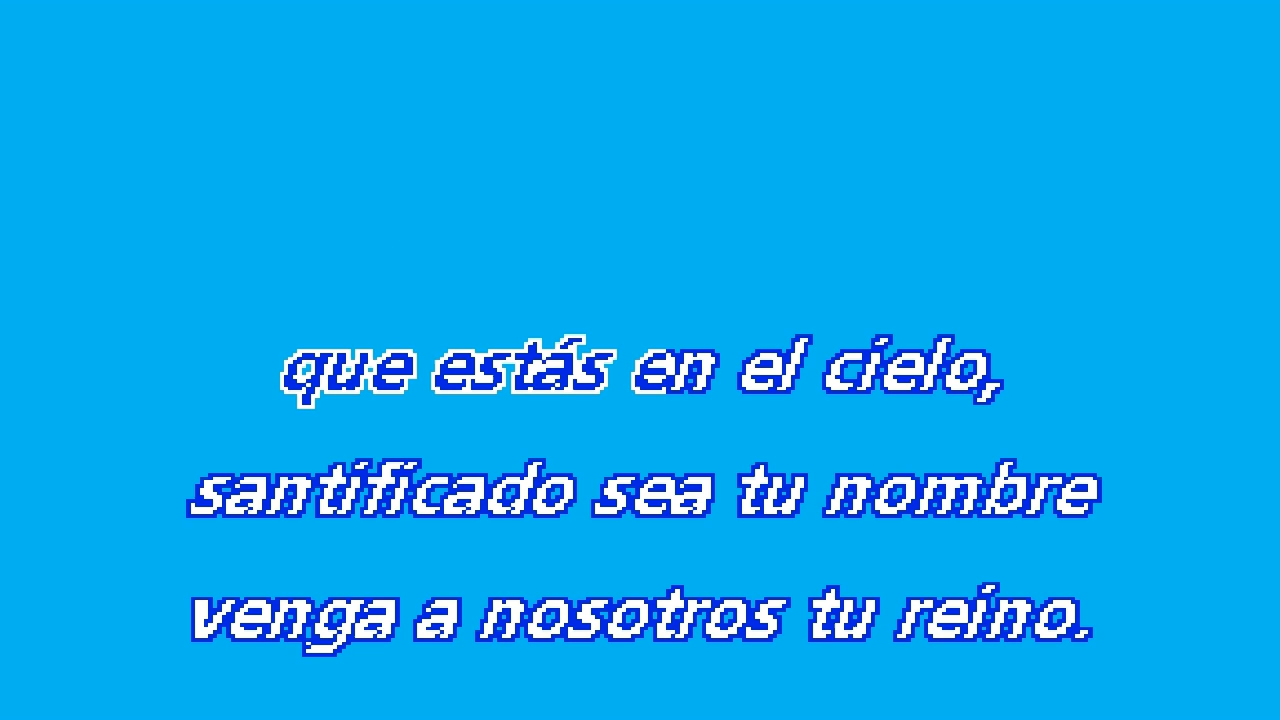 que estás en el cielo,
santificado sea tu nombre
venga a nosotros tu reino.